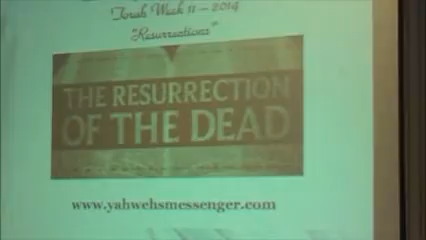 Torah Week 11 – 2014
"Resurrections"
THE RESURRECTION
OF THE DEAD
www.yahwehsmessenger.com